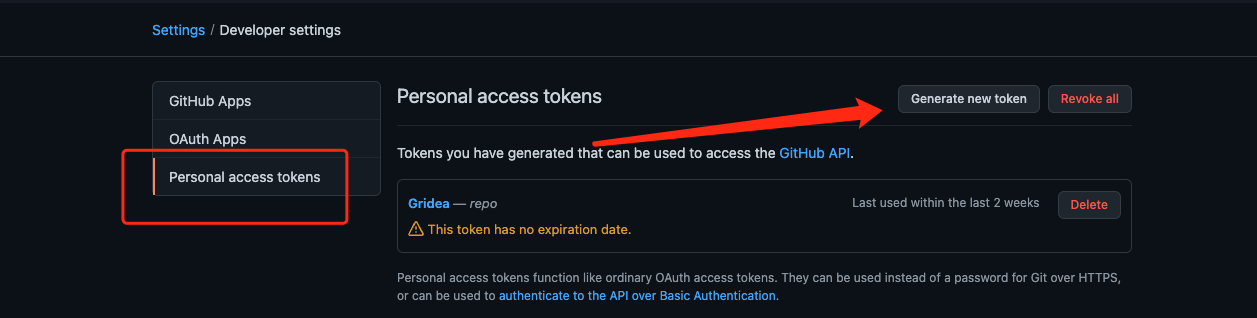 Settings / Developer settings
GitHub Apps
OAuth Apps
Personal access tokens
Personal access tokens
Generate new token
Revoke all
Tokens you have generated that can be used to access the GitHub API.
Gridea — repo
Last used within the last 2 weeks
Delete
This token has no expiration date.
Personal access tokens function like ordinary OAuth access tokens. They can be used instead of a password for Git over HTTPS,
or can be used to authenticate to the API over Basic Authentication.